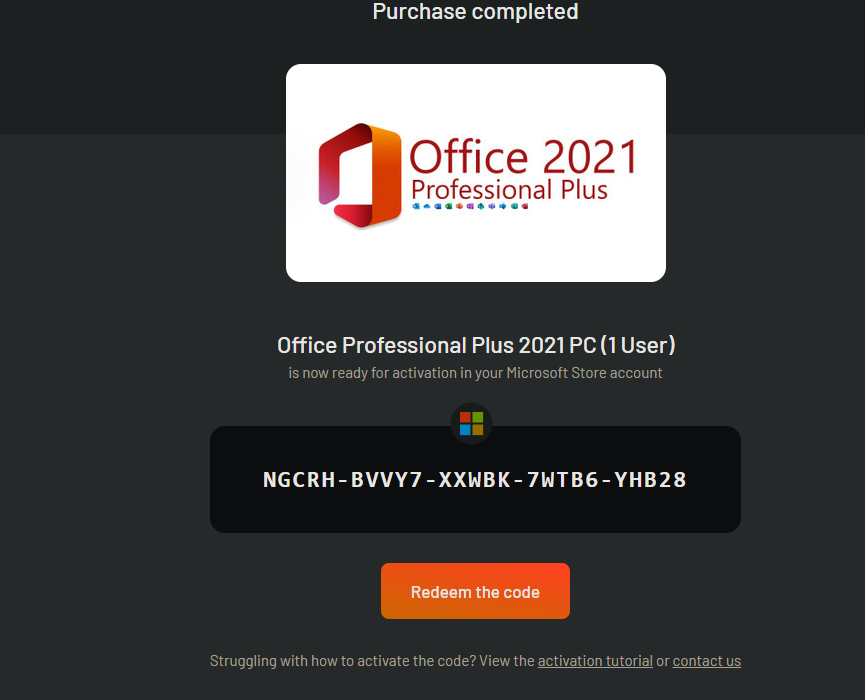 Purchase completed
Office 2021
Professional Plus
Office Professional Plus 2021 PC (1 User)
is now ready for activation in your Microsoft Store account
NGCRH-BVVY7-XXWBK-7WTB6-YHB28
Redeem the code
Struggling with how to activate the code? View the activation tutorial or contact us